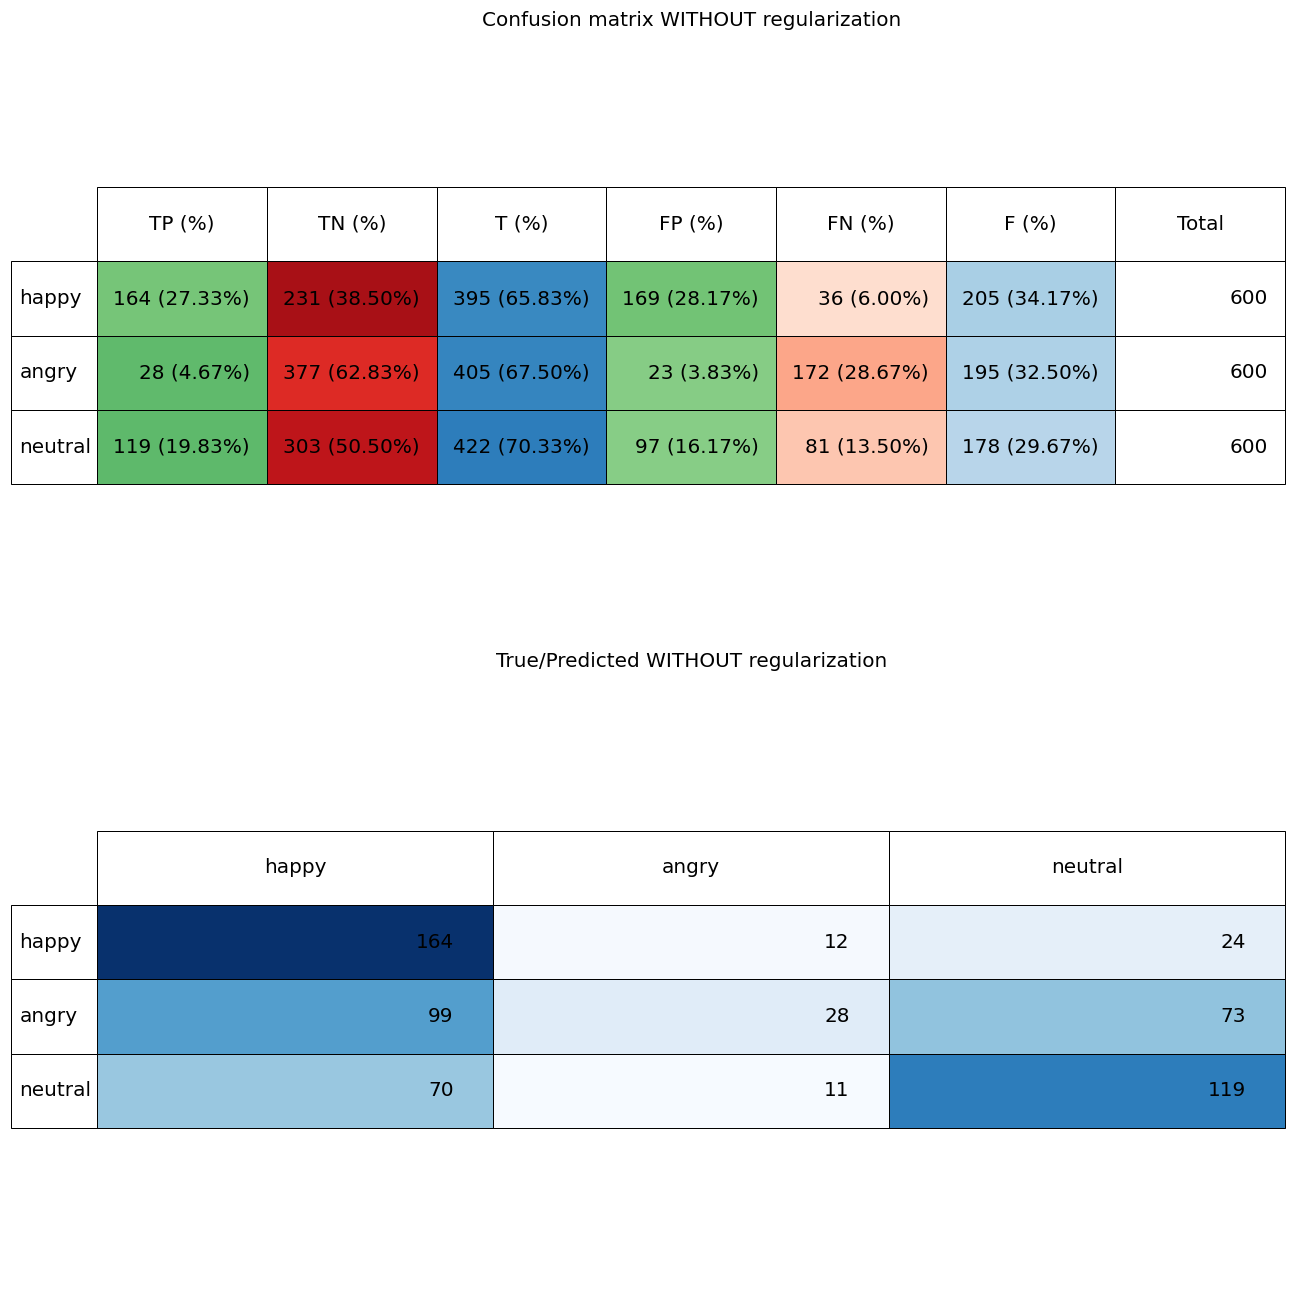 Confusion matrix WITHOUT regularization
TP (%) TN (%) T (%) FP (%) FN (%) F (%) Total
happy 164 (27.33%) 231 (38.50%) 395 (65.83%) 169 (28.17%) 36 (6.00%) 205 (34.17%) 600
angry 28 (4.67%) 377 (62.83%) 405 (67.50%) 23 (3.83%) 172 (28.67%) 195 (32.50%) 600
neutral 119 (19.83%) 303 (50.50%) 422 (70.33%) 97 (16.17%) 81 (13.50%) 178 (29.67%) 600
True/Predicted WITHOUT regularization
happy angry neutral
happy 164 12 24
angry 99 28 73
neutral 70 11 119